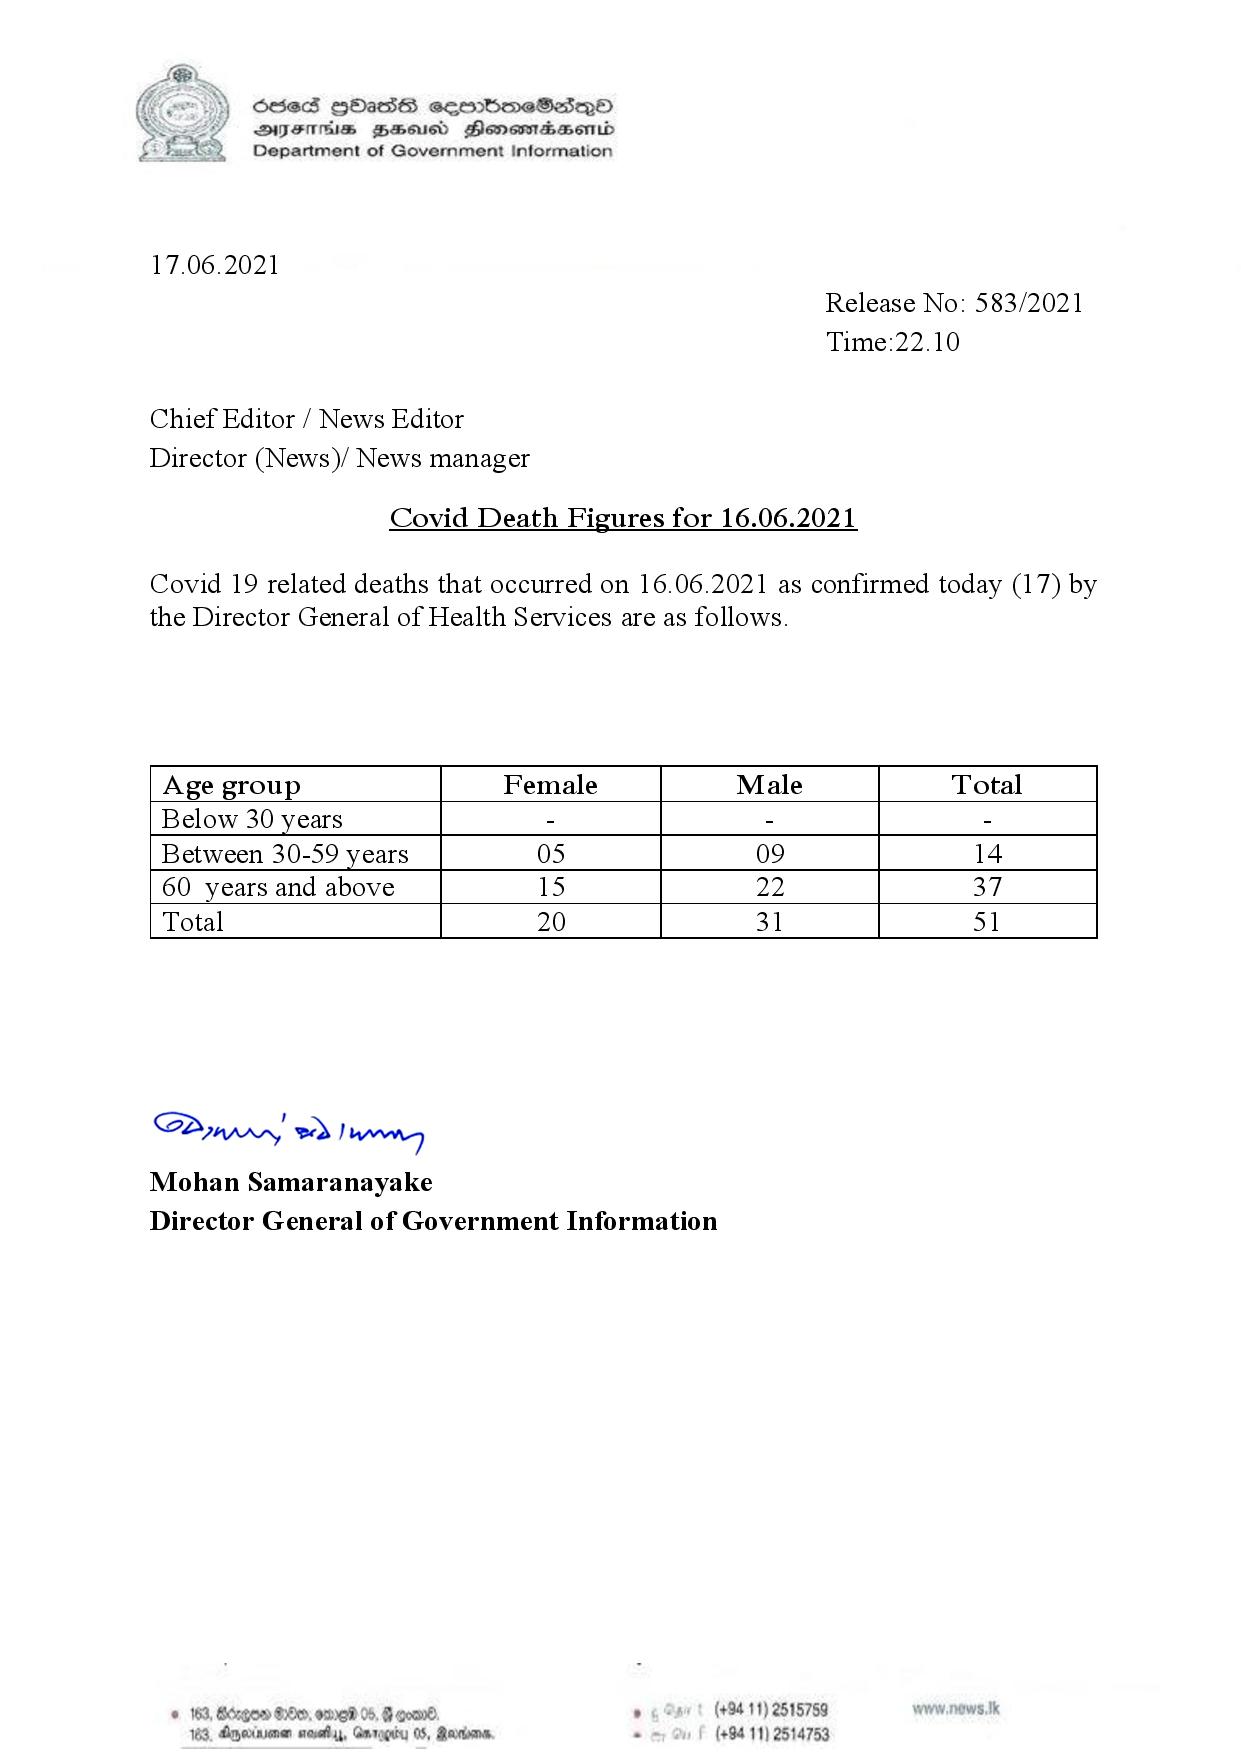 රජයේ ප්‍රවෘත්ති දෙපාර්තමේන්තුව
அரசாங்க தகவல் திணைக்களம்
Department of Government Information
17.06.2021
Release No: 583/2021
Time:22.10
Chief Editor / News Editor
Director (News)/ News manager
Covid Death Figures for 16.06.2021
Covid 19 related deaths that occurred on 16.06.2021 as confirmed today (17) by
the Director General of Health Services are as follows.
Age group Female Male Total
Below 30 years - - -
Between 30-59 years 05 09 14
60 years and above 15 22 37
Total 20 31 51
Mohan Samaranayake
Director General of Government Information
163, කිරුලපන මාවත, කොළඹ 05, ශ්‍රී ලංකාව.
163, கிருலப்பனை எவனியூ, கொழும்பு 05, இலங்கை.
(+94 11) 2515759
(+94 11) 2514753
www.news.lk